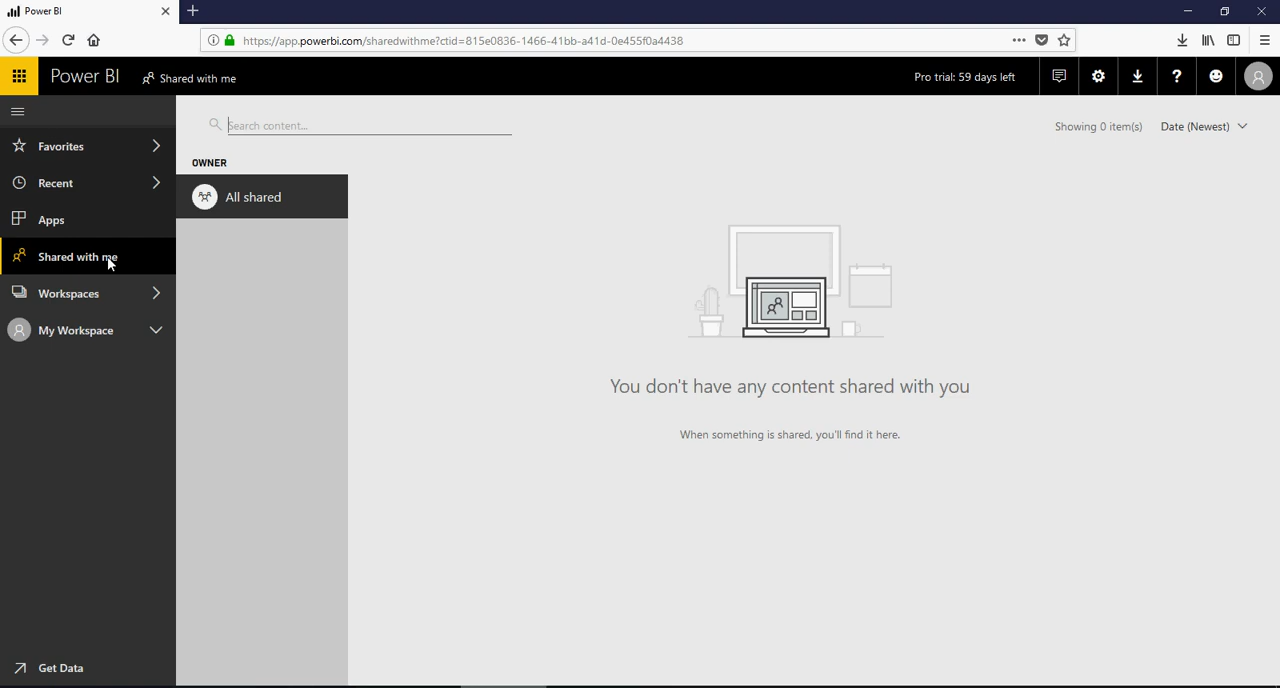 Power BI
https://app.powerbi.com/sharedwithme?ctid=815e0836-1466-41bb-a41d-0e455f0a4438
Power BI
Shared with me
Pro trial: 59 days left
Favorites
Recent
Apps
Shared with me
Workspaces
My Workspace
Get Data
Search content...
Showing 0 item(s)
Date (Newest)
OWNER
All shared
You don't have any content shared with you
When something is shared, you'll find it here.